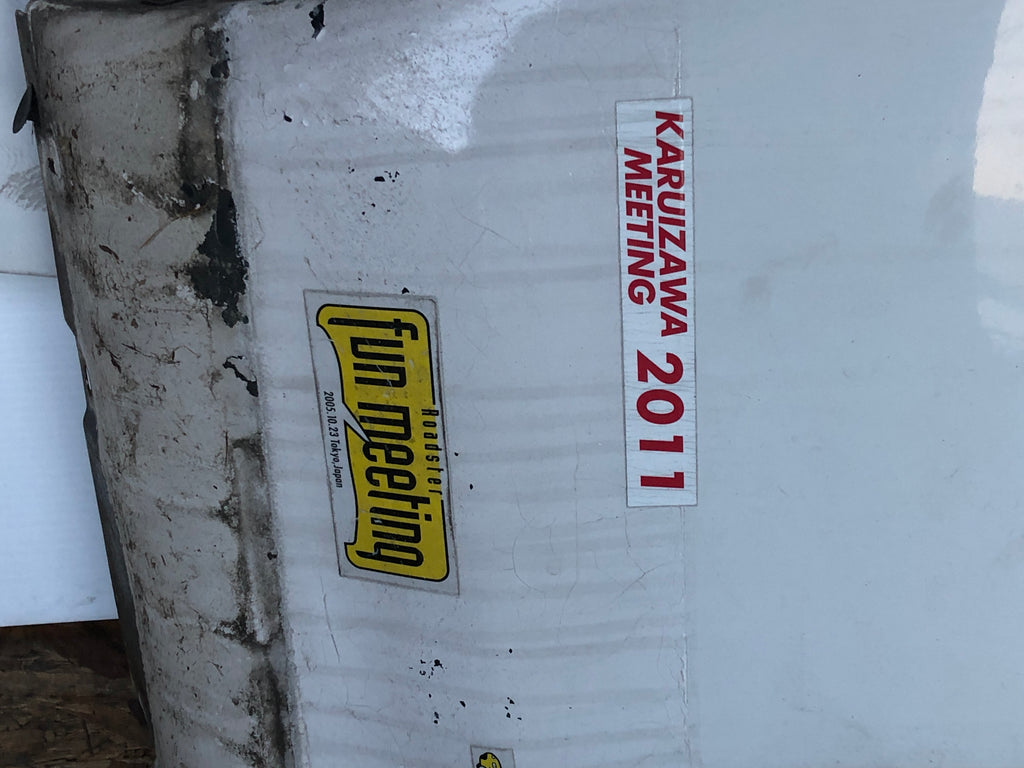 KARUIZAWA 2011
MEETING
Roadster
fun meeting
2005.10.23 Tokyo,Japan